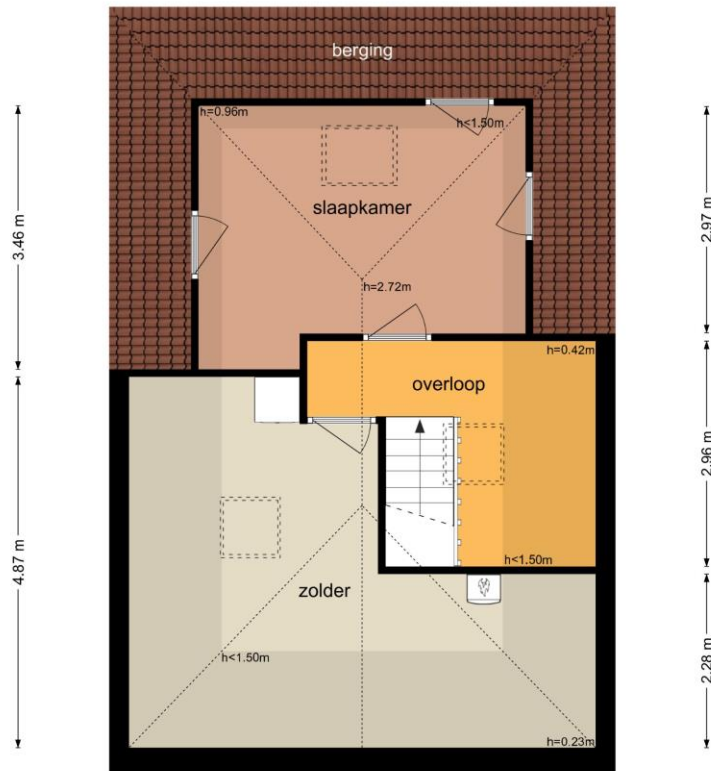 berging
h=0.96m
h<1.50m
slaapkamer
h=2.72m
3.46 m
2.97 m
h=0.42m
overloop
2.96 m
h<1.50m
4.87 m
zolder
h<1.50m
2.28 m
h=0.23m